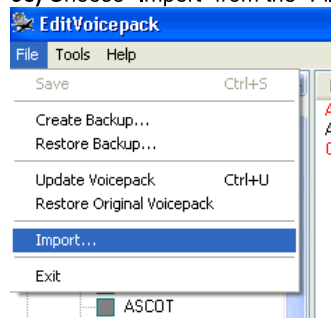 EditVoicepack
File Tools Help
Save Ctrl+S
Create Backup...
Restore Backup...
Update Voicepack Ctrl+U
Restore Original Voicepack
Import...
Exit
ASCOT